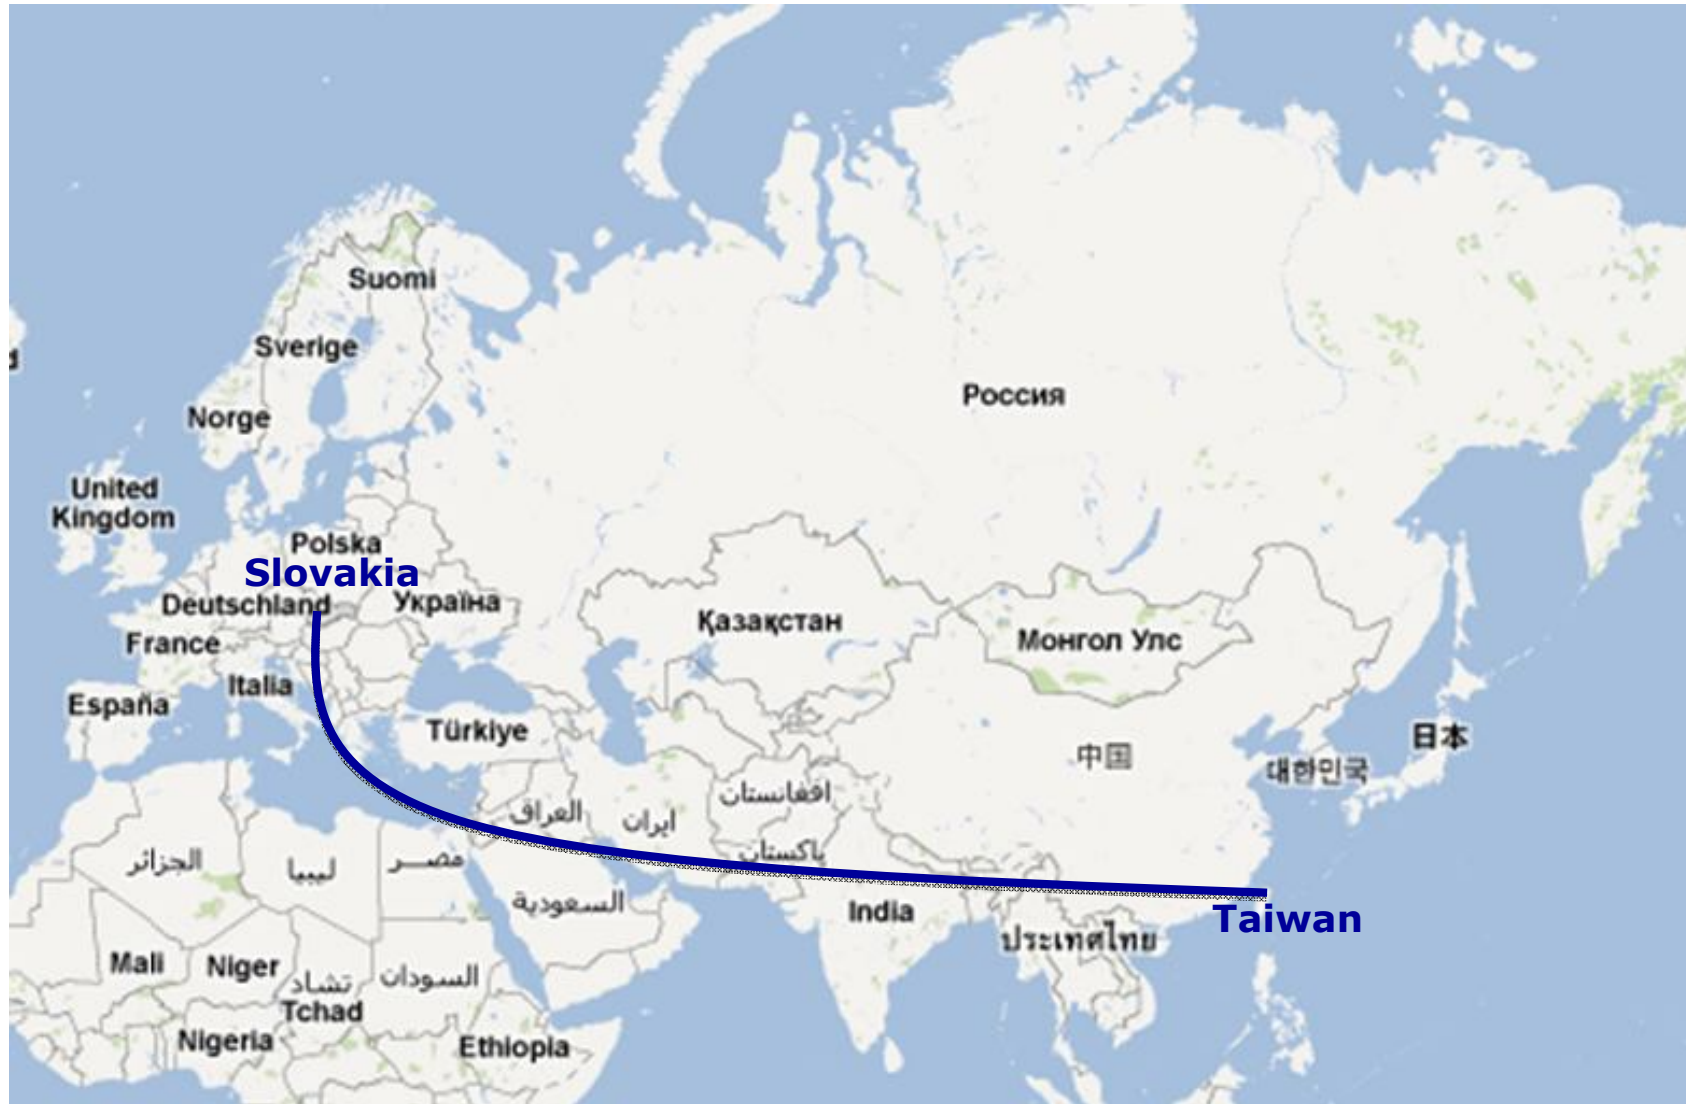 Suomi
Sverige
d
Россия
Norge
United
Kingdom
Polska
Slovakia
Deutschland
Україна
Қазақстан
France
Монгол Улс
Italia
España
Türkiye
日本
中国
대한민국
افغانستان
العراق
ایران
پاکستان
الجزائر
ليبيا
مصر
السعودية
India
Taiwan
ประเทศไทย
Mali
Niger
السودان
تشاد
Tchad
Nigeria
Ethiopia